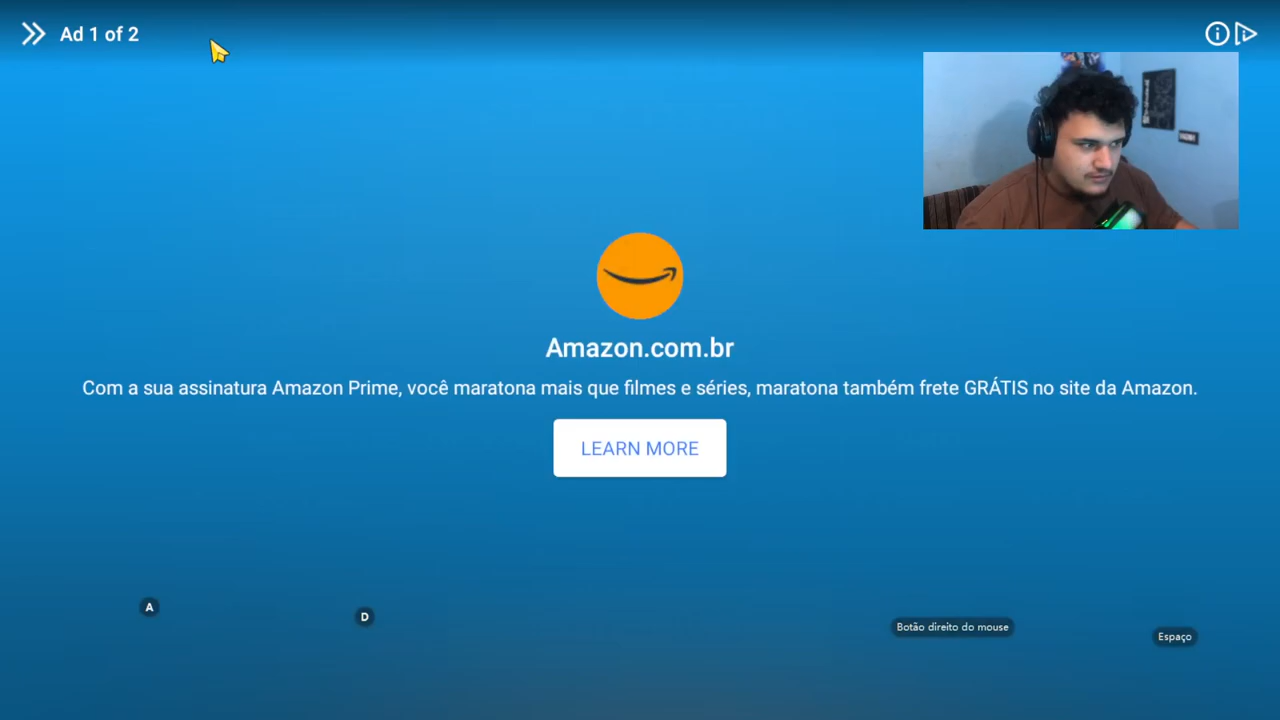 Ad 1 of 2
Amazon.com.br
Com a sua assinatura Amazon Prime, você maratona mais que filmes e séries, maratona também frete GRÁTIS no site da Amazon.
LEARN MORE
A
D
Botão direito do mouse
Espaço